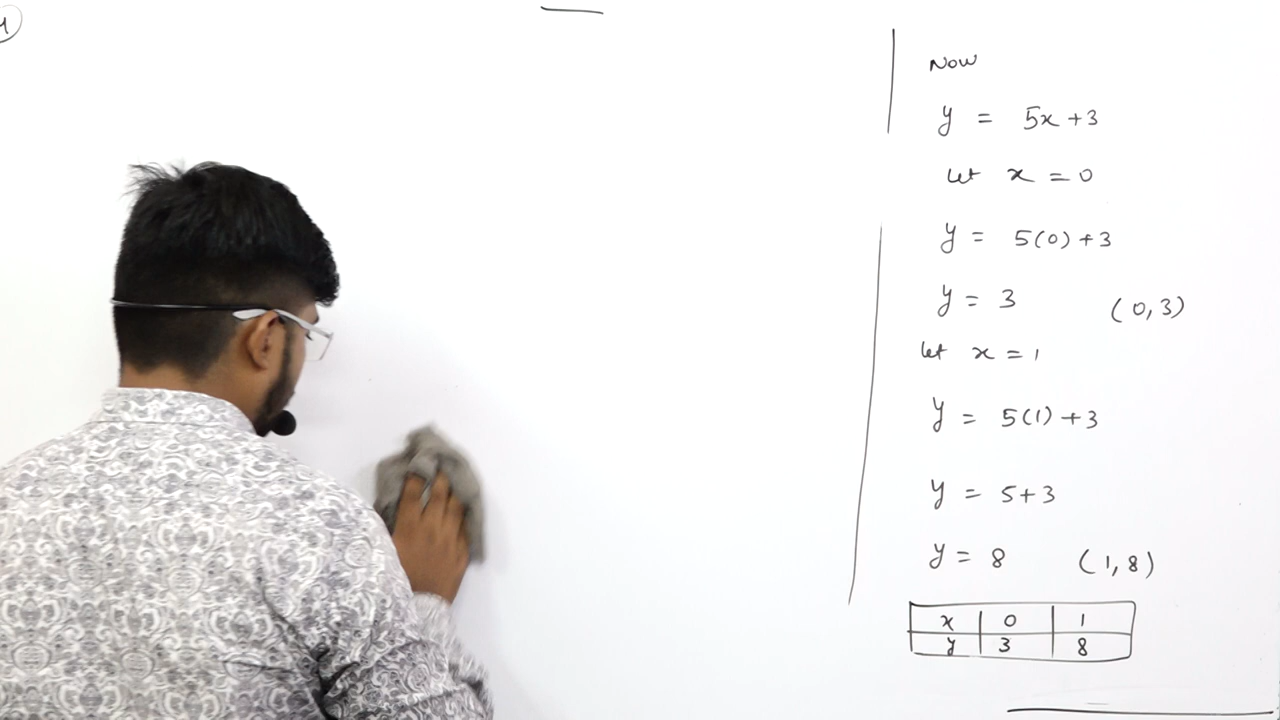 Now
y = 5x + 3
Let x = 0
y = 5(0) + 3
y = 3 (0, 3)
Let x = 1
y = 5(1) + 3
y = 5 + 3
y = 8 (1, 8)
x 0 1
y 3 8